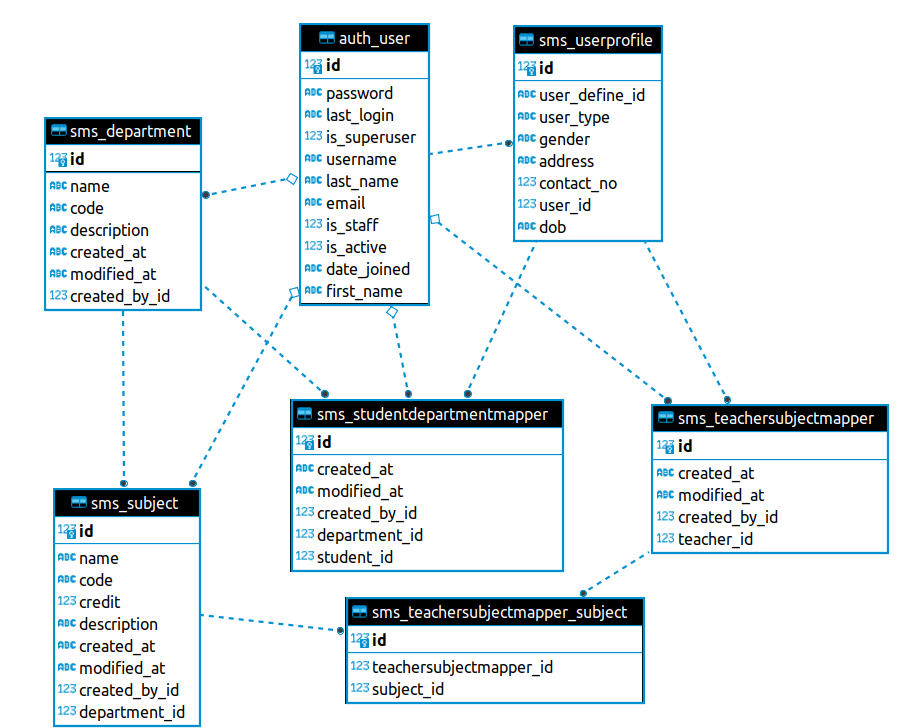 auth_user
123 id
ABC password
ABC last_login
123 is_superuser
ABC username
ABC last_name
ABC email
123 is_staff
123 is_active
ABC date_joined
ABC first_name
sms_userprofile
123 id
ABC user_define_id
ABC user_type
ABC gender
ABC address
123 contact_no
123 user_id
ABC dob
sms_department
123 id
ABC name
ABC code
ABC description
ABC created_at
ABC modified_at
123 created_by_id
sms_studentdepartmentmapper
123 id
ABC created_at
ABC modified_at
123 created_by_id
123 department_id
123 student_id
sms_teachersubjectmapper
123 id
ABC created_at
ABC modified_at
123 created_by_id
123 teacher_id
sms_subject
123 id
ABC name
ABC code
123 credit
ABC description
ABC created_at
ABC modified_at
123 created_by_id
123 department_id
sms_teachersubjectmapper_subject
123 id
123 teachersubjectmapper_id
123 subject_id